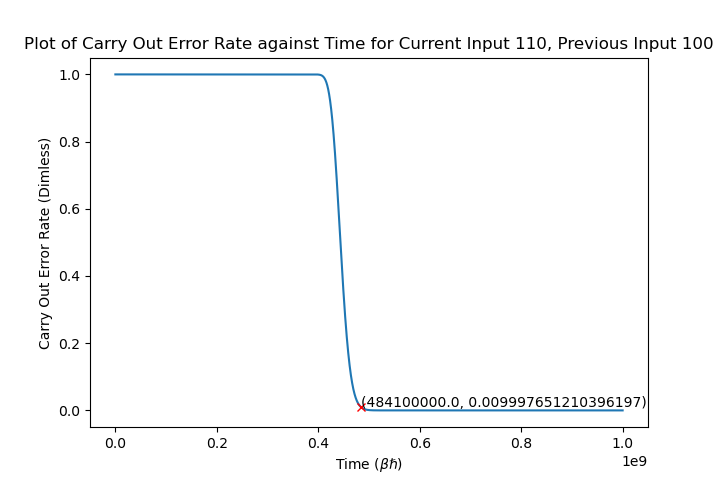 Plot of Carry Out Error Rate against Time for Current Input 110, Previous Input 100
1.0
0.8
0.6
0.4
0.2
0.0
Carry Out Error Rate (Dimless)
(484100000.0, 0.009997651210396197)
0.0 0.2 0.4 0.6 0.8 1.0
1e9
Time (βħ)